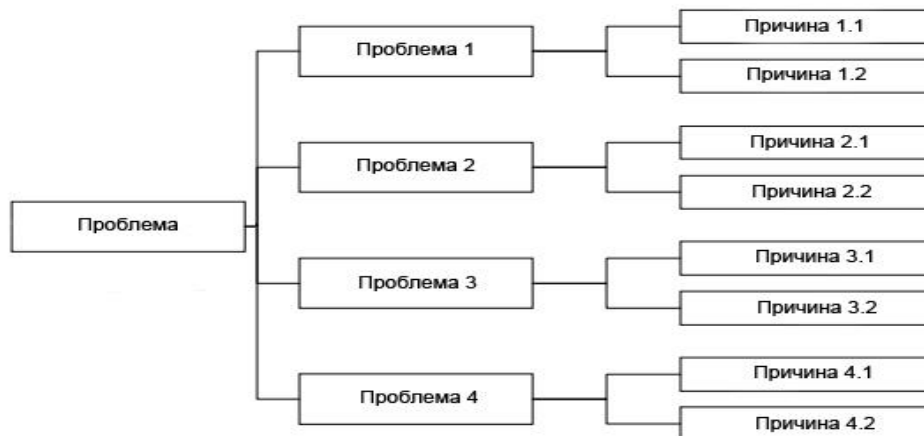 Проблема
Проблема 1
Причина 1.1
Причина 1.2
Проблема 2
Причина 2.1
Причина 2.2
Проблема 3
Причина 3.1
Причина 3.2
Проблема 4
Причина 4.1
Причина 4.2